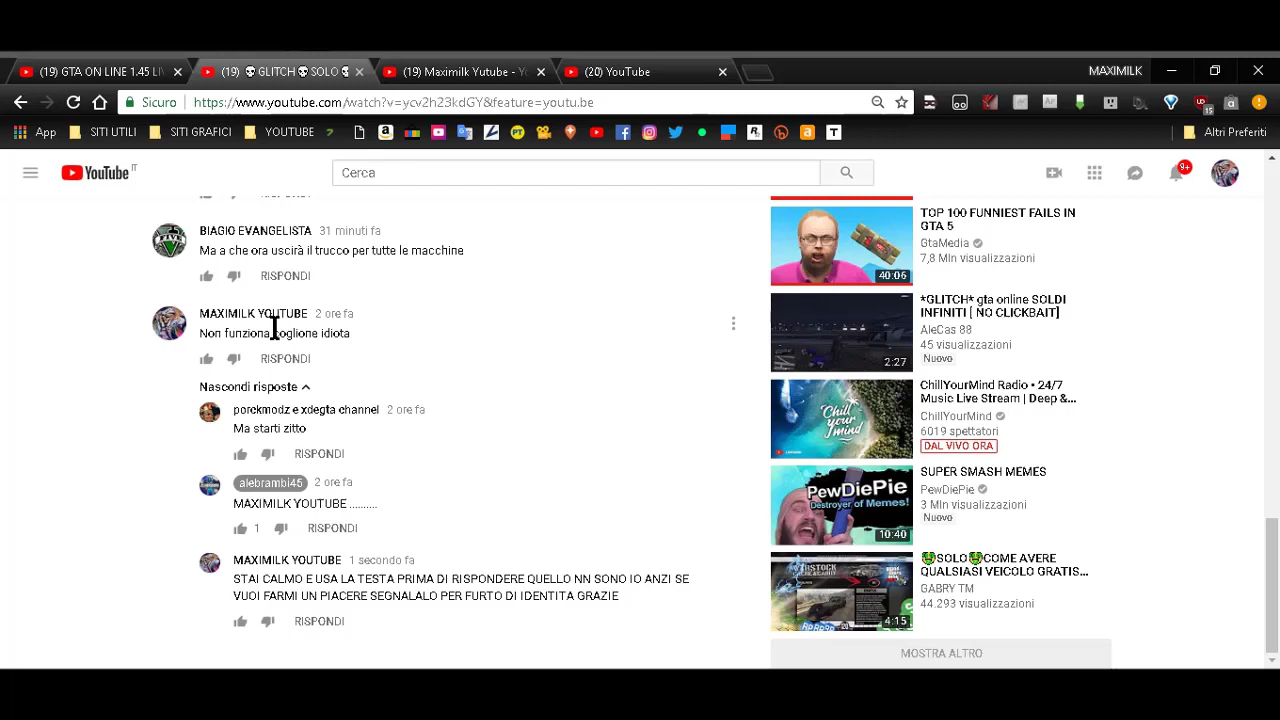 (19) GTA ON LINE 1.45 LI
(19) GLITCH SOLO
(19) Maximilk Yutube - Y
(20) YouTube
MAXIMILK
Sicuro
https://www.youtube.com/watch?v=ycv2h23kdGY&feature=youtu.be
App
SITI UTILI
SITI GRAFICI
YOUTUBE
Altri Preferiti
YouTube IT
Cerca
9+
BIAGIO EVANGELISTA 31 minuti fa
Ma a che ora uscirà il trucco per tutte le macchine
RISPONDI
MAXIMILK YOUTUBE 2 ore fa
Non funziona coglione idiota
RISPONDI
Nascondi risposte
porckmodz e xdegta channel 2 ore fa
Ma starti zitto
RISPONDI
alebrambi45 2 ore fa
MAXIMILK YOUTUBE ..........
1 RISPONDI
MAXIMILK YOUTUBE 1 secondo fa
STAI CALMO E USA LA TESTA PRIMA DI RISPONDERE QUELLO NN SONO IO ANZI SE
VUOI FARMI UN PIACERE SEGNALALO PER FURTO DI IDENTITA GRAZIE
RISPONDI
TOP 100 FUNNIEST FAILS IN
GTA 5
GtaMedia
7,8 Mln visualizzazioni
40:06
*GLITCH* gta online SOLDI
INFINITI [ NO CLICKBAIT]
AleCas 88
45 visualizzazioni
Nuovo
2:27
Chill
your
mind
ChillYourMind Radio • 24/7
Music Live Stream | Deep &...
ChillYourMind
6019 spettatori
DAL VIVO ORA
PewDiePie
Destroyer of Memes!
10:40
SUPER SMASH MEMES
PewDiePie
3 Mln visualizzazioni
Nuovo
SOLO COME AVERE
QUALSIASI VEICOLO GRATIS...
GABRY TM
44.293 visualizzazioni
4:15
MOSTRA ALTRO